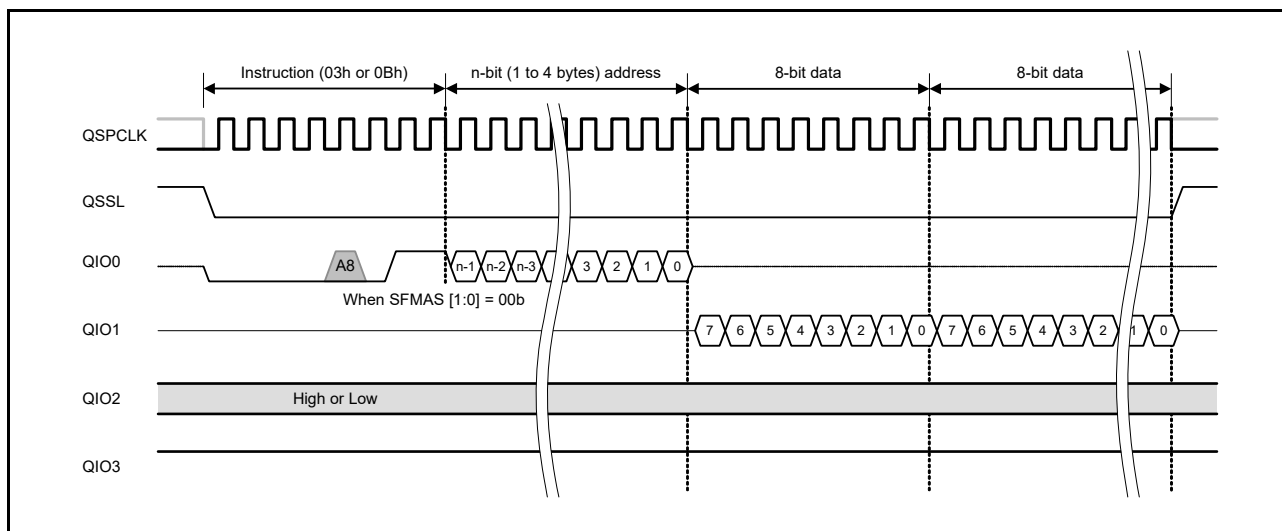 Instruction (03h or 0Bh) n-bit (1 to 4 bytes) address 8-bit data 8-bit data
QSPCLK
QSSL
QIO0 A8 n-1 n-2 n-3 3 2 1 0
When SFMAS [1:0] = 00b
QIO1 7 6 5 4 3 2 1 0 7 6 5 4 3 2 1 0
QIO2 High or Low
QIO3